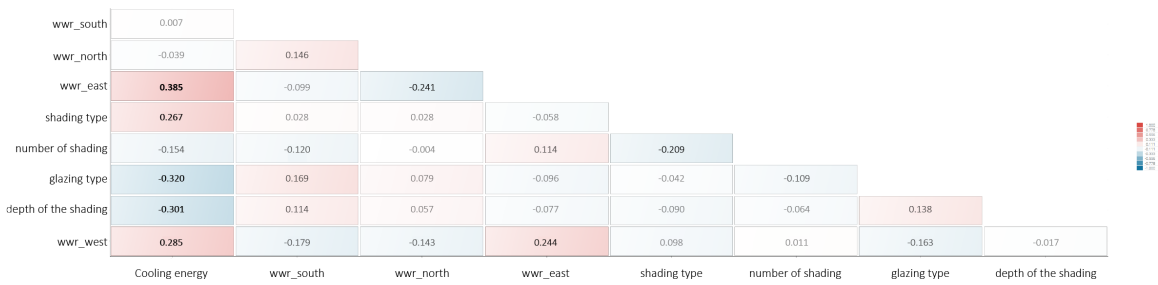 wwr_south 0.007
wwr_north -0.039 0.146
wwr_east 0.385 -0.099 -0.241
shading type 0.267 0.028 0.028 -0.058
number of shading -0.154 -0.120 -0.004 0.114 -0.209
glazing type -0.320 0.169 0.079 -0.096 -0.042 -0.109
depth of the shading -0.301 0.114 0.057 -0.077 -0.090 -0.064 0.138
wwr_west 0.285 -0.179 -0.143 0.244 0.098 0.011 -0.163 -0.017
Cooling energy wwr_south wwr_north wwr_east shading type number of shading glazing type depth of the shading